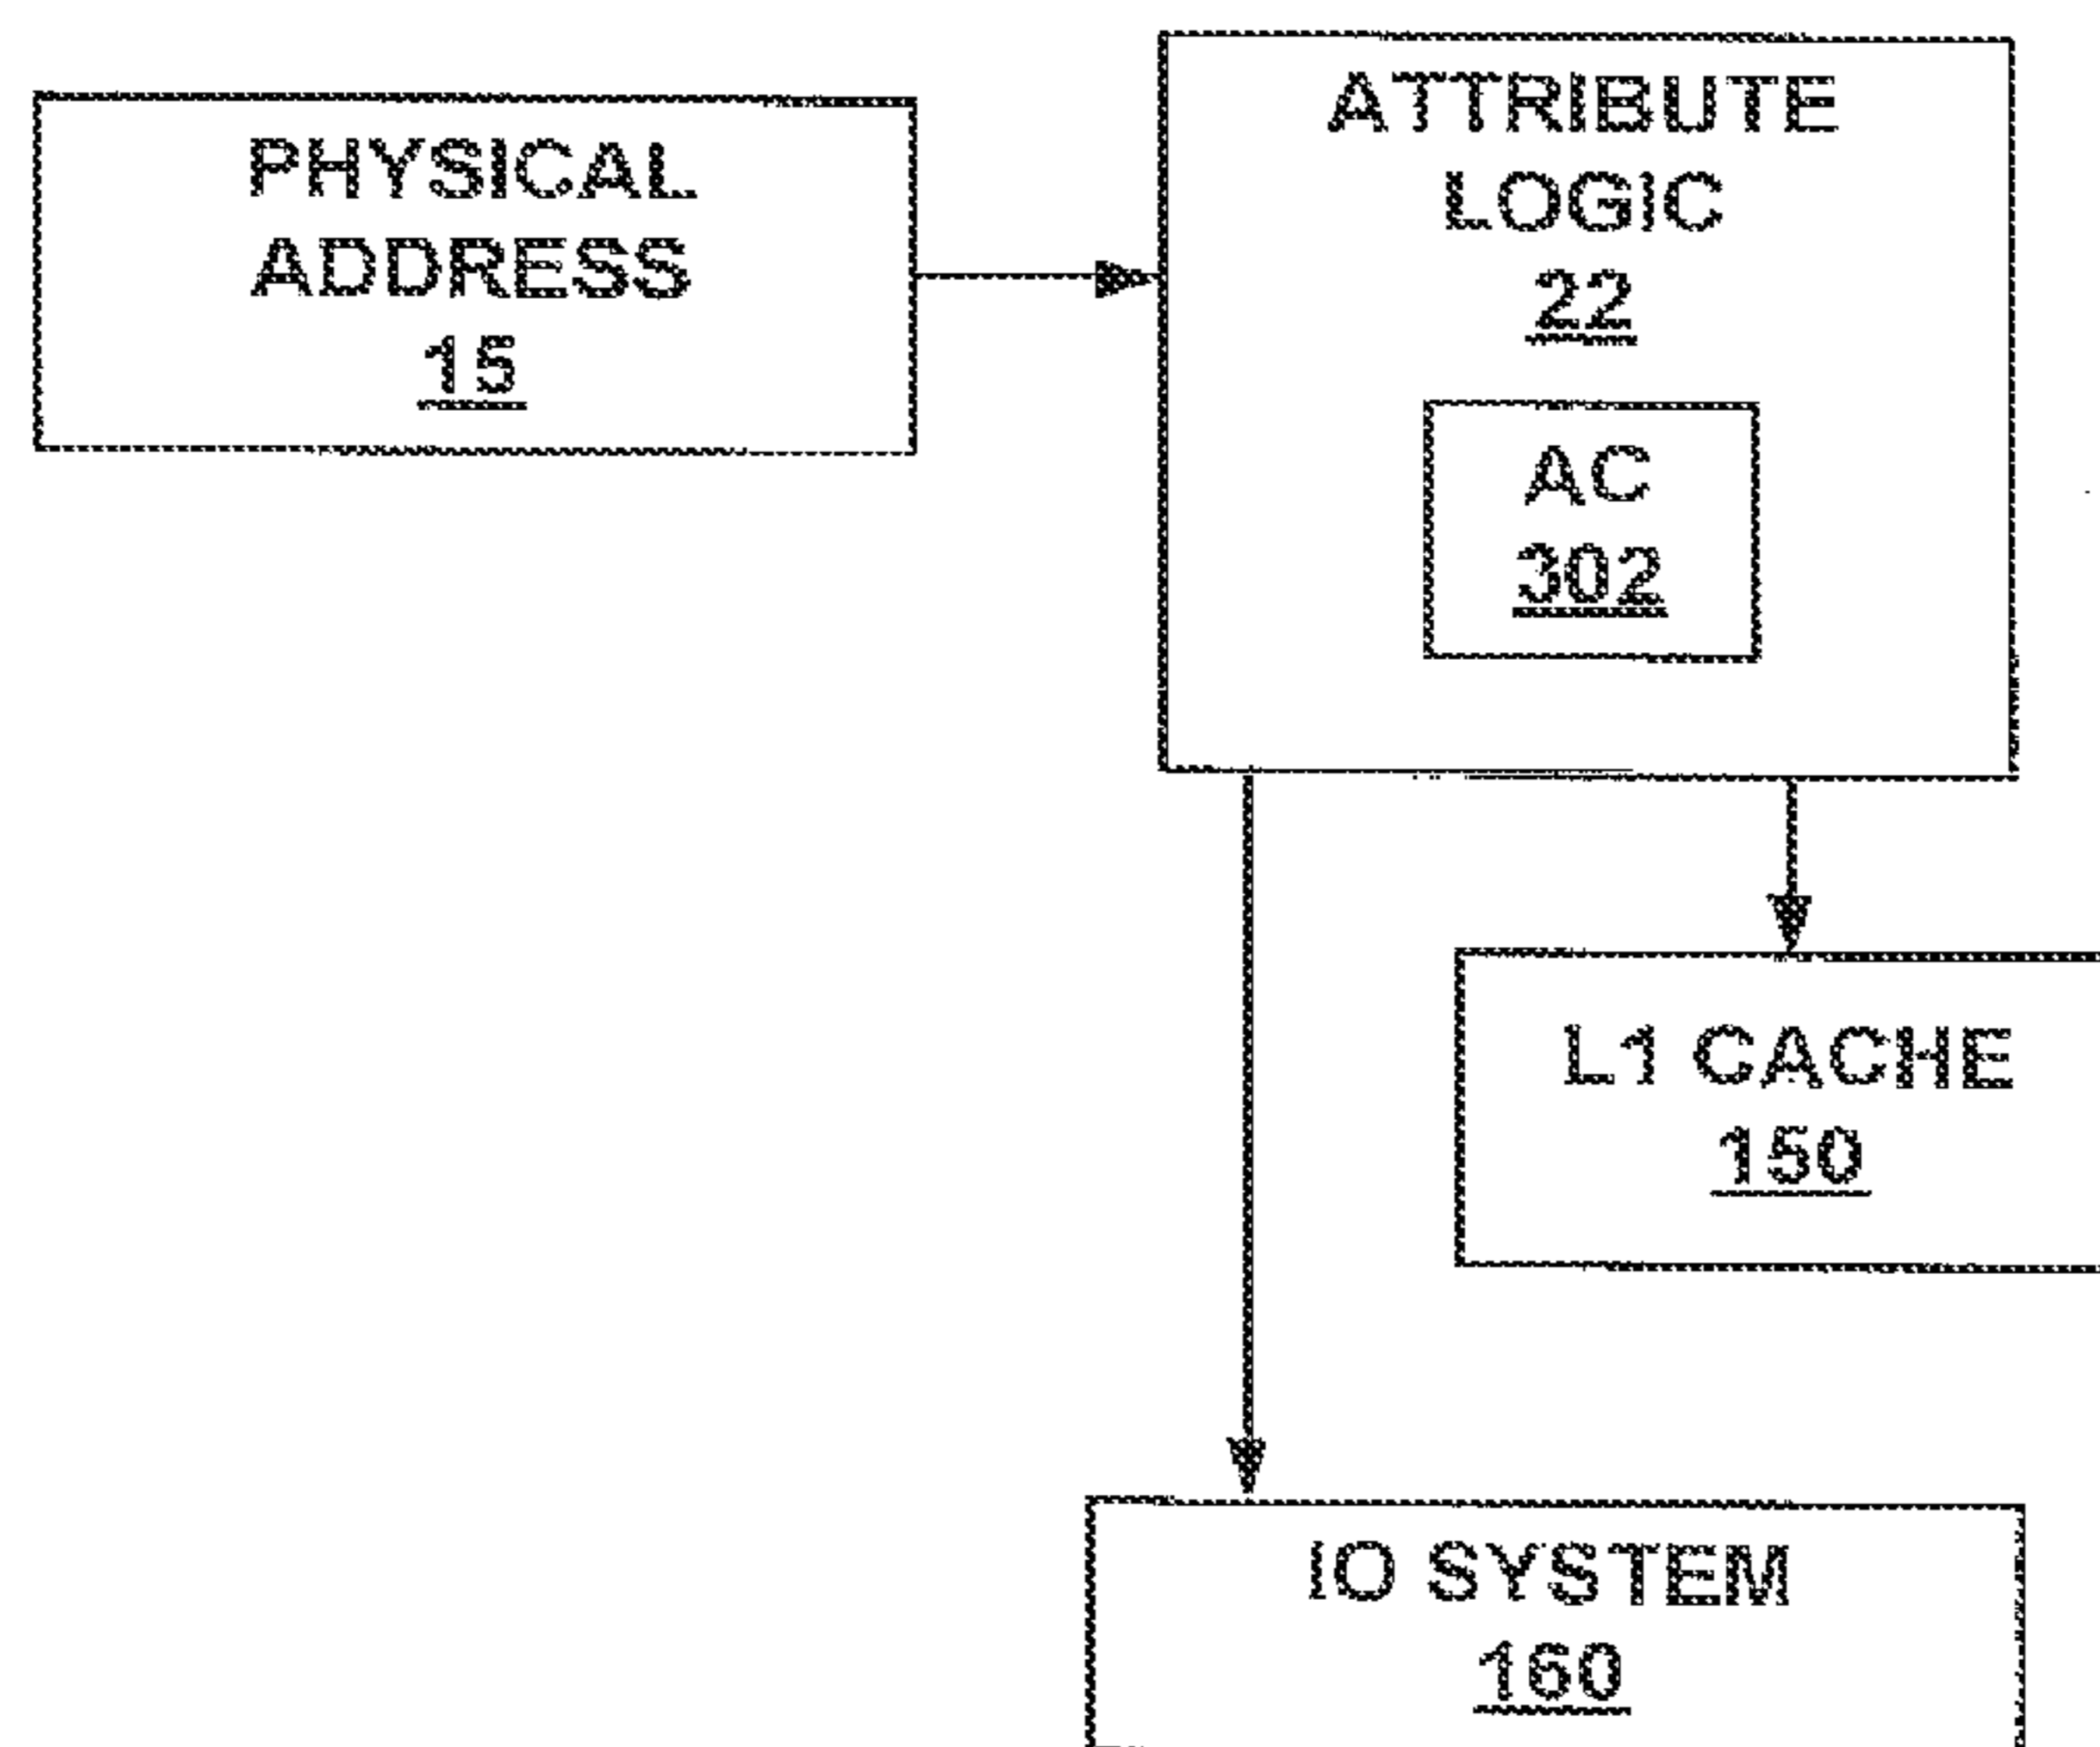 PHYSICAL
ADDRESS
15
ATTRIBUTE
LOGIC
22
AC
302
L1 CACHE
150
IO SYSTEM
160